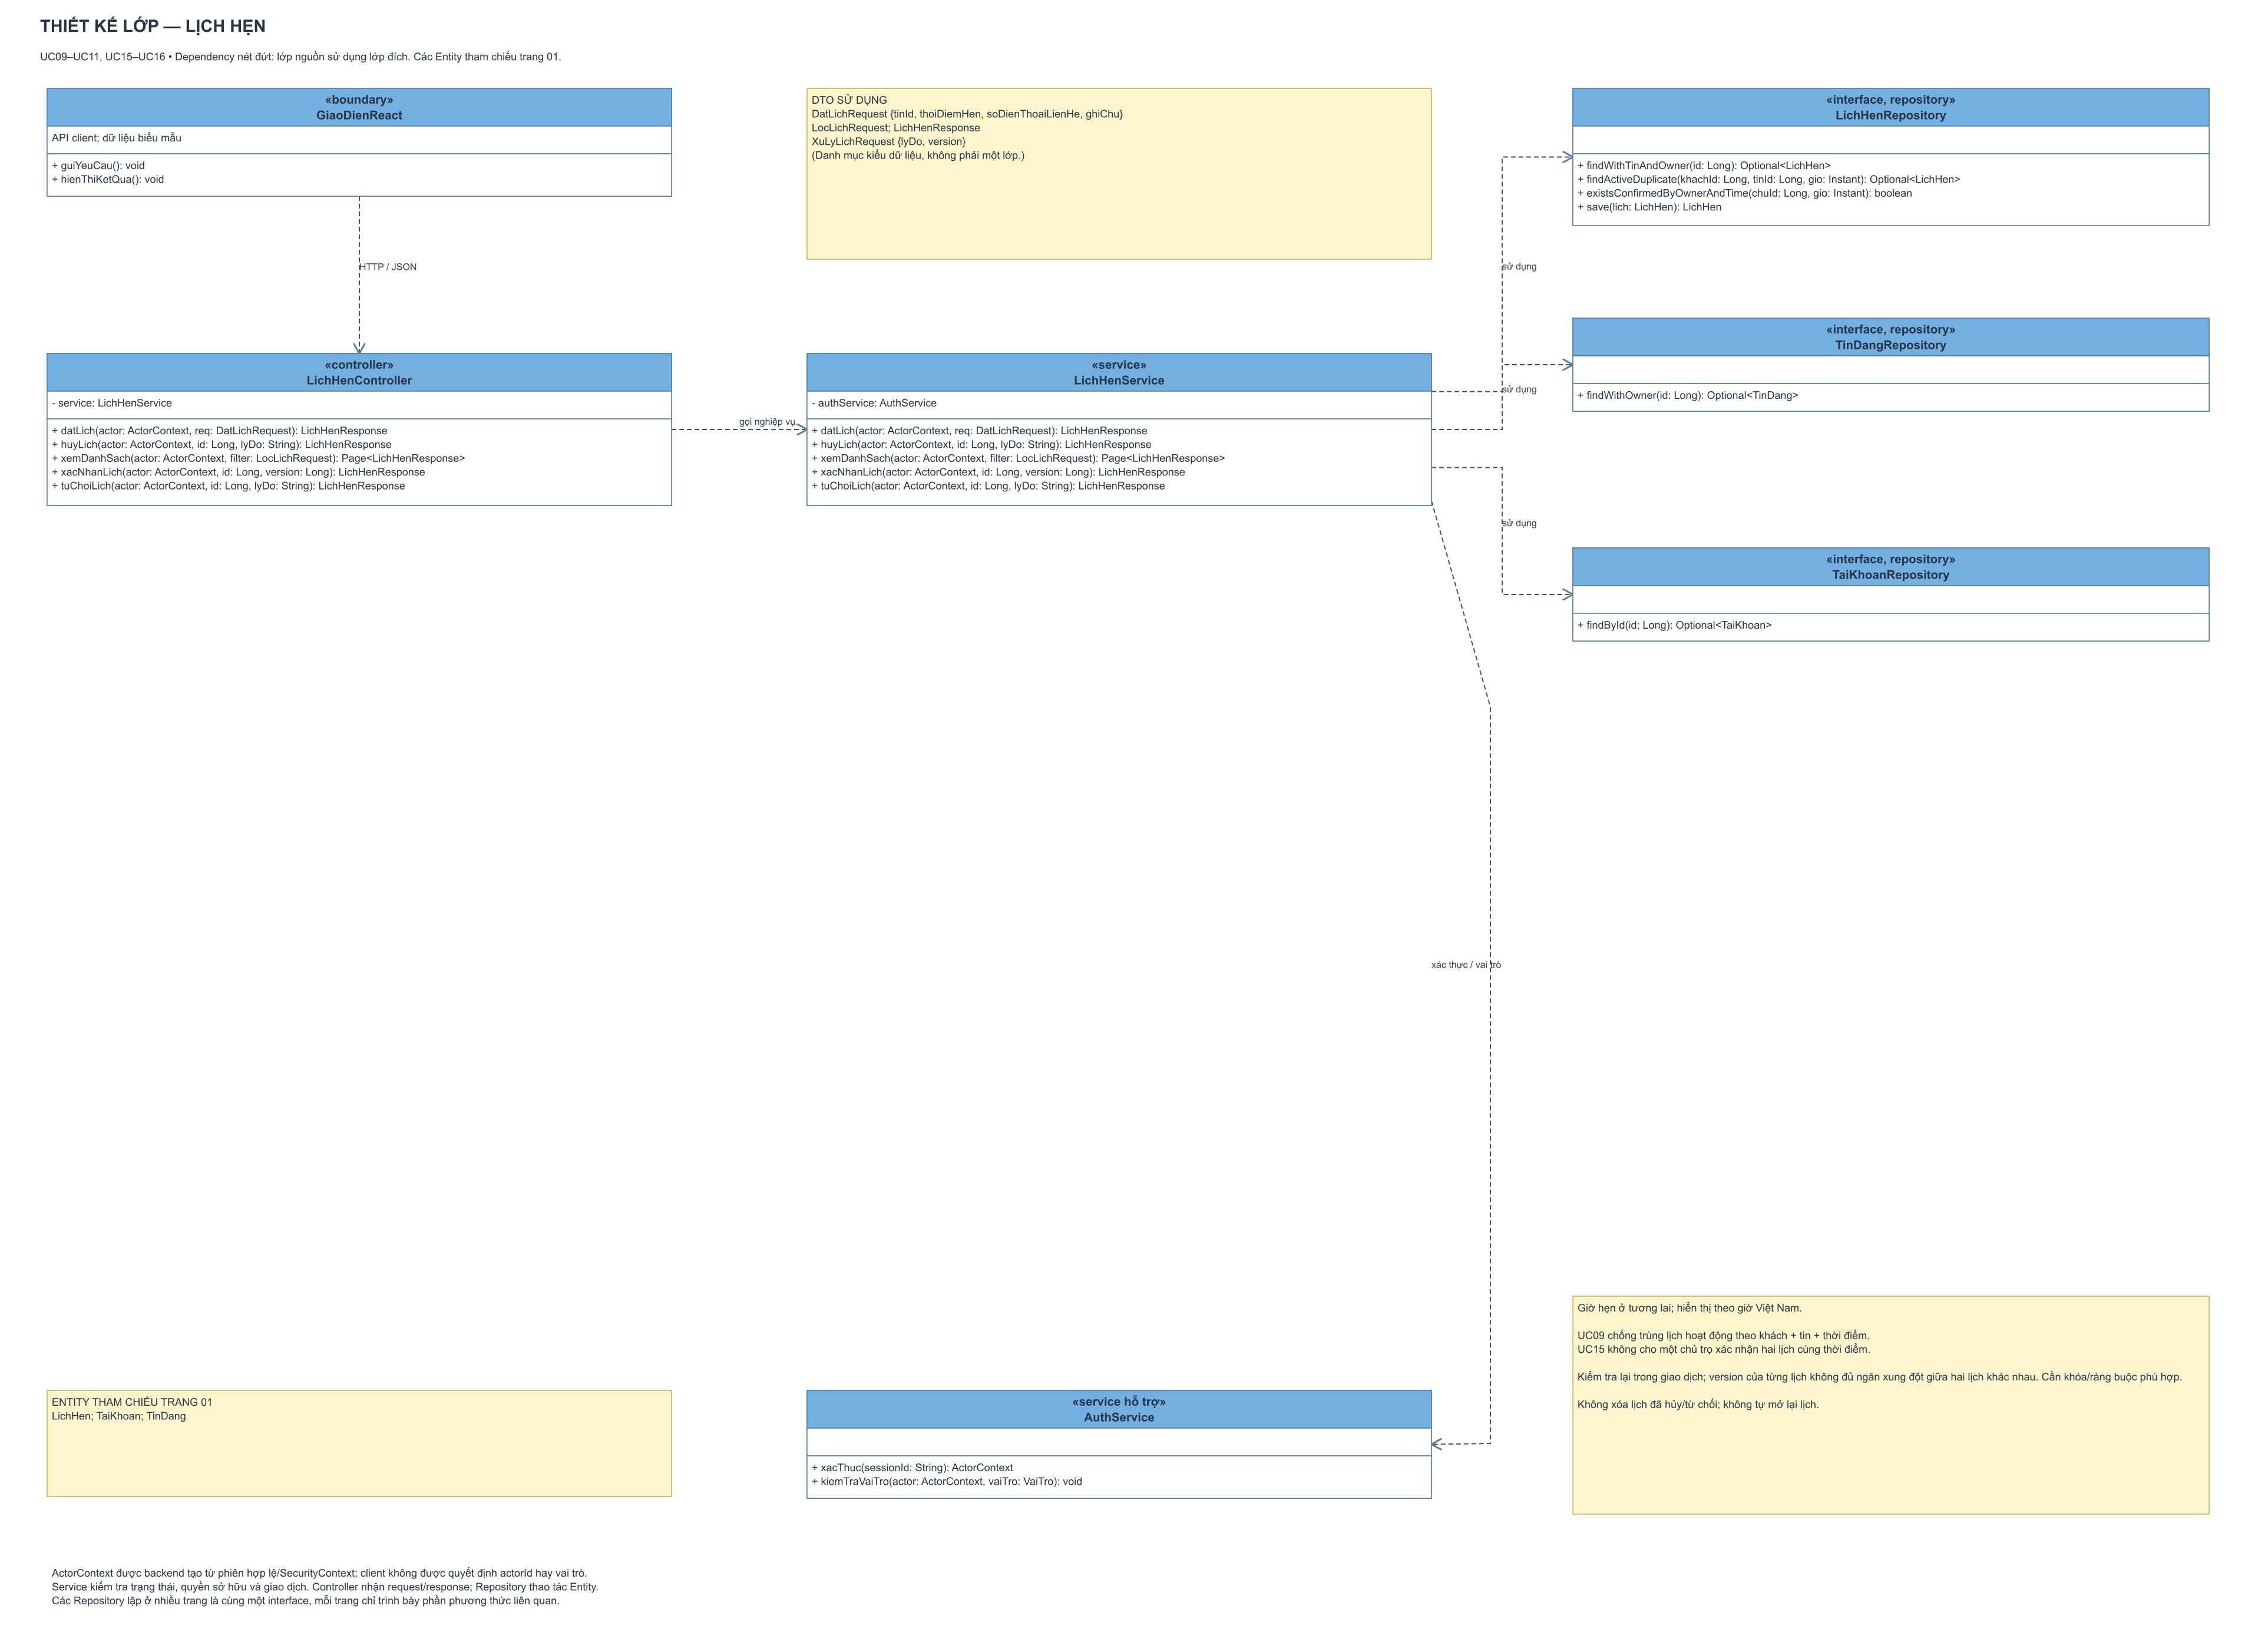 THIẾT KẾ LỚP — LỊCH HẸN
UC09–UC11, UC15–UC16 • Dependency nét đứt: lớp nguồn sử dụng lớp đích. Các Entity tham chiếu trang 01.
«boundary»
GiaoDienReact
API client; dữ liệu biểu mẫu
+ guiYeuCau(): void
+ hienThiKetQua(): void
DTO SỬ DỤNG
DatLichRequest {tinId, thoiDiemHen, soDienThoaiLienHe, ghiChu}
LocLichRequest; LichHenResponse
XuLyLichRequest {lyDo, version}
(Danh mục kiểu dữ liệu, không phải một lớp.)
«interface, repository»
LichHenRepository
+ findWithTinAndOwner(id: Long): Optional<LichHen>
+ findActiveDuplicate(khachId: Long, tinId: Long, gio: Instant): Optional<LichHen>
+ existsConfirmedByOwnerAndTime(chuId: Long, gio: Instant): boolean
+ save(lich: LichHen): LichHen
HTTP / JSON
sử dụng
«interface, repository»
TinDangRepository
+ findWithOwner(id: Long): Optional<TinDang>
«controller»
LichHenController
- service: LichHenService
+ datLich(actor: ActorContext, req: DatLichRequest): LichHenResponse
+ huyLich(actor: ActorContext, id: Long, lyDo: String): LichHenResponse
+ xemDanhSach(actor: ActorContext, filter: LocLichRequest): Page<LichHenResponse>
+ xacNhanLich(actor: ActorContext, id: Long, version: Long): LichHenResponse
+ tuChoiLich(actor: ActorContext, id: Long, lyDo: String): LichHenResponse
gọi nghiệp vụ
«service»
LichHenService
- authService: AuthService
+ datLich(actor: ActorContext, req: DatLichRequest): LichHenResponse
+ huyLich(actor: ActorContext, id: Long, lyDo: String): LichHenResponse
+ xemDanhSach(actor: ActorContext, filter: LocLichRequest): Page<LichHenResponse>
+ xacNhanLich(actor: ActorContext, id: Long, version: Long): LichHenResponse
+ tuChoiLich(actor: ActorContext, id: Long, lyDo: String): LichHenResponse
sử dụng
sử dụng
«interface, repository»
TaiKhoanRepository
+ findById(id: Long): Optional<TaiKhoan>
xác thực / vai trò
Giờ hẹn ở tương lai; hiển thị theo giờ Việt Nam.
UC09 chống trùng lịch hoạt động theo khách + tin + thời điểm.
UC15 không cho một chủ trọ xác nhận hai lịch cùng thời điểm.
Kiểm tra lại trong giao dịch; version của từng lịch không đủ ngăn xung đột giữa hai lịch khác nhau. Cần khóa/ràng buộc phù hợp.
Không xóa lịch đã hủy/từ chối; không tự mở lại lịch.
ENTITY THAM CHIẾU TRANG 01
LichHen; TaiKhoan; TinDang
«service hỗ trợ»
AuthService
+ xacThuc(sessionId: String): ActorContext
+ kiemTraVaiTro(actor: ActorContext, vaiTro: VaiTro): void
ActorContext được backend tạo từ phiên hợp lệ/SecurityContext; client không được quyết định actorId hay vai trò.
Service kiểm tra trạng thái, quyền sở hữu và giao dịch. Controller nhận request/response; Repository thao tác Entity.
Các Repository lặp ở nhiều trang là cùng một interface, mỗi trang chỉ trình bày phần phương thức liên quan.